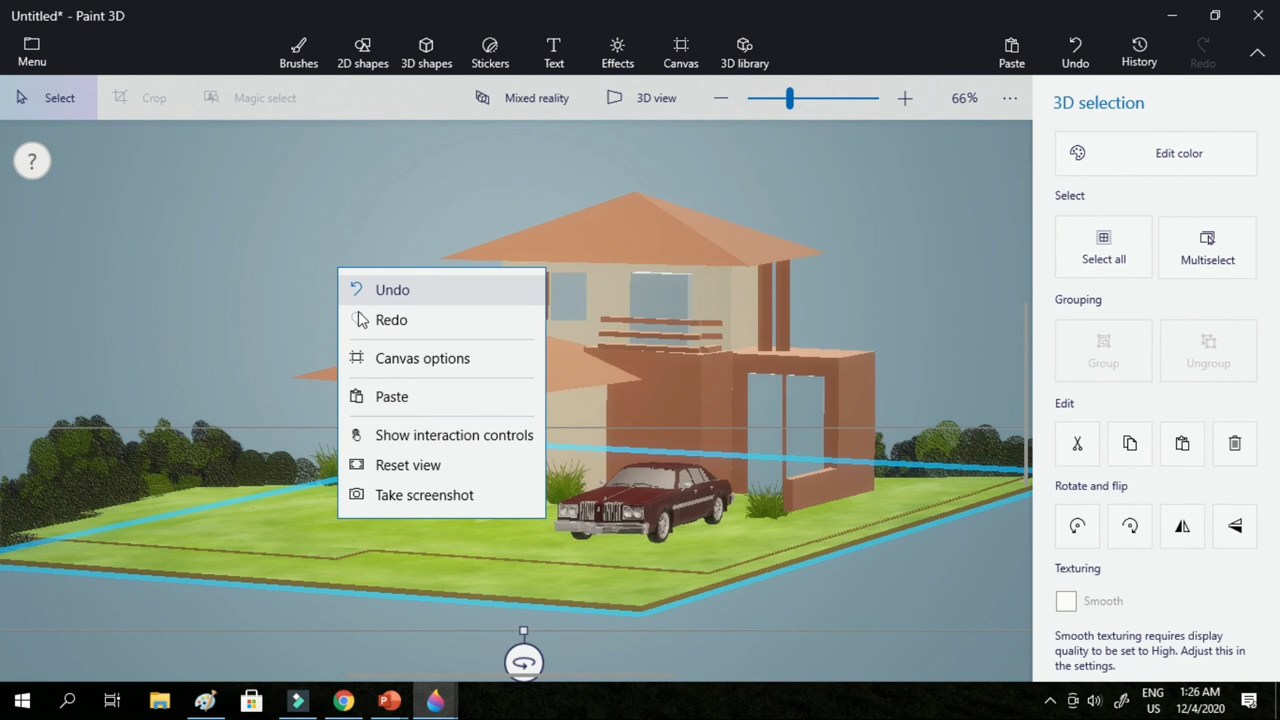 Untitled* - Paint 3D
Menu
Brushes
2D shapes
3D shapes
Stickers
Text
Effects
Canvas
3D library
Paste
Undo
History
Redo
Select
Crop
Magic select
Mixed reality
3D view
66%
?
3D selection
Edit color
Select
Select all
Multiselect
Grouping
Group
Ungroup
Edit
Rotate and flip
Texturing
Smooth
Smooth texturing requires display
quality to be set to High. Adjust this in
the settings.
Undo
Redo
Canvas options
Paste
Show interaction controls
Reset view
Take screenshot
ENG
US
1:26 AM
12/4/2020